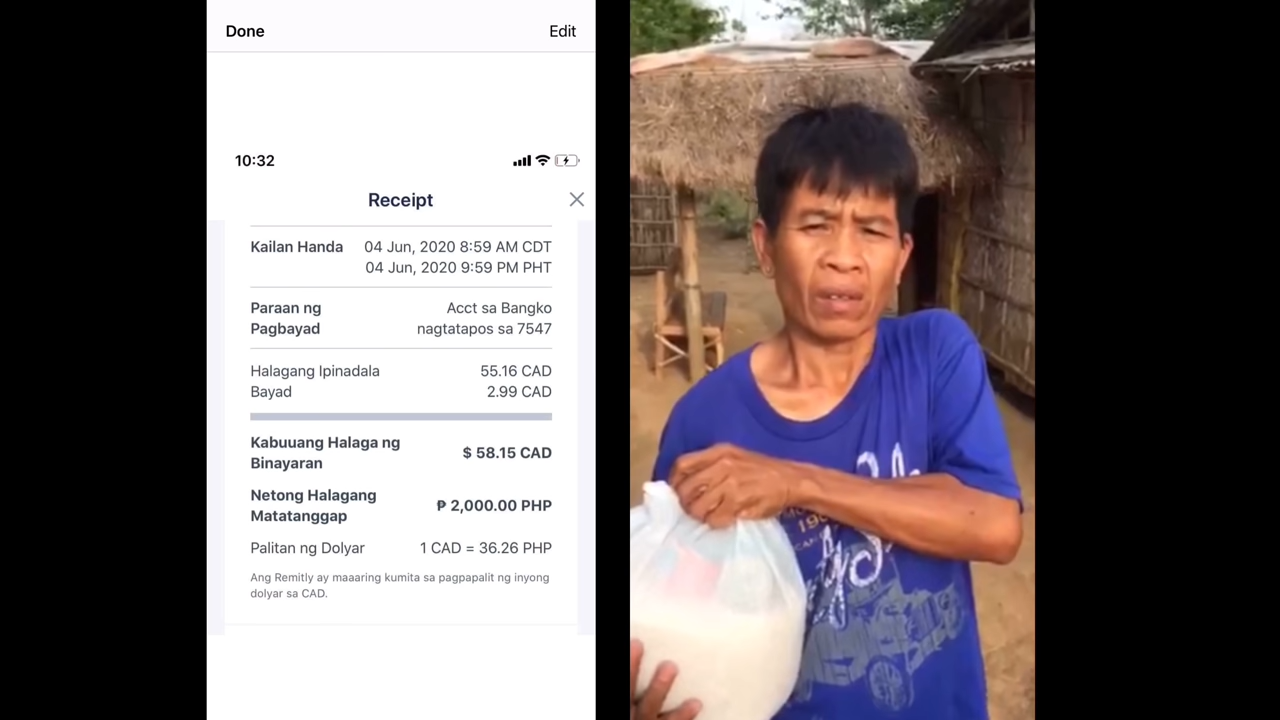 Done
Edit
10:32
Receipt
Kailan Handa
04 Jun, 2020 8:59 AM CDT
04 Jun, 2020 9:59 PM PHT
Paraan ng
Pagbayad
Acct sa Bangko
nagtatapos sa 7547
Halagang Ipinadala
55.16 CAD
Bayad
2.99 CAD
Kabuuang Halaga ng
Binayaran
$ 58.15 CAD
Netong Halagang
Matatanggap
₱ 2,000.00 PHP
Palitan ng Dolyar
1 CAD = 36.26 PHP
Ang Remitly ay maaaring kumita sa pagpapalit ng inyong
dolyar sa CAD.